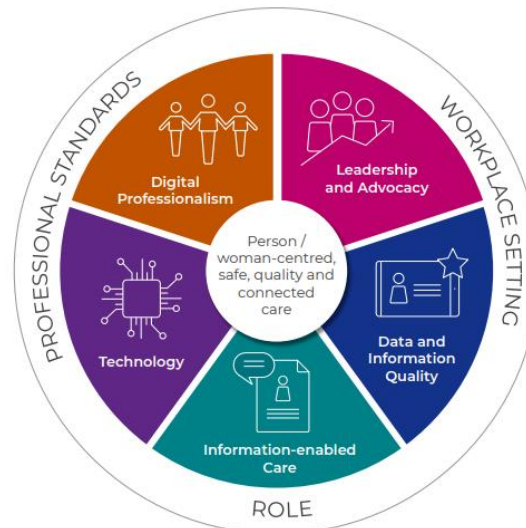 PROFESSIONAL STANDARDS
WORKPLACE SETTING
Digital
Professionalism
Leadership
and Advocacy
Person /
woman-centred,
safe, quality and
connected
care
Technology
Data and
Information
Quality
Information-enabled
Care
ROLE